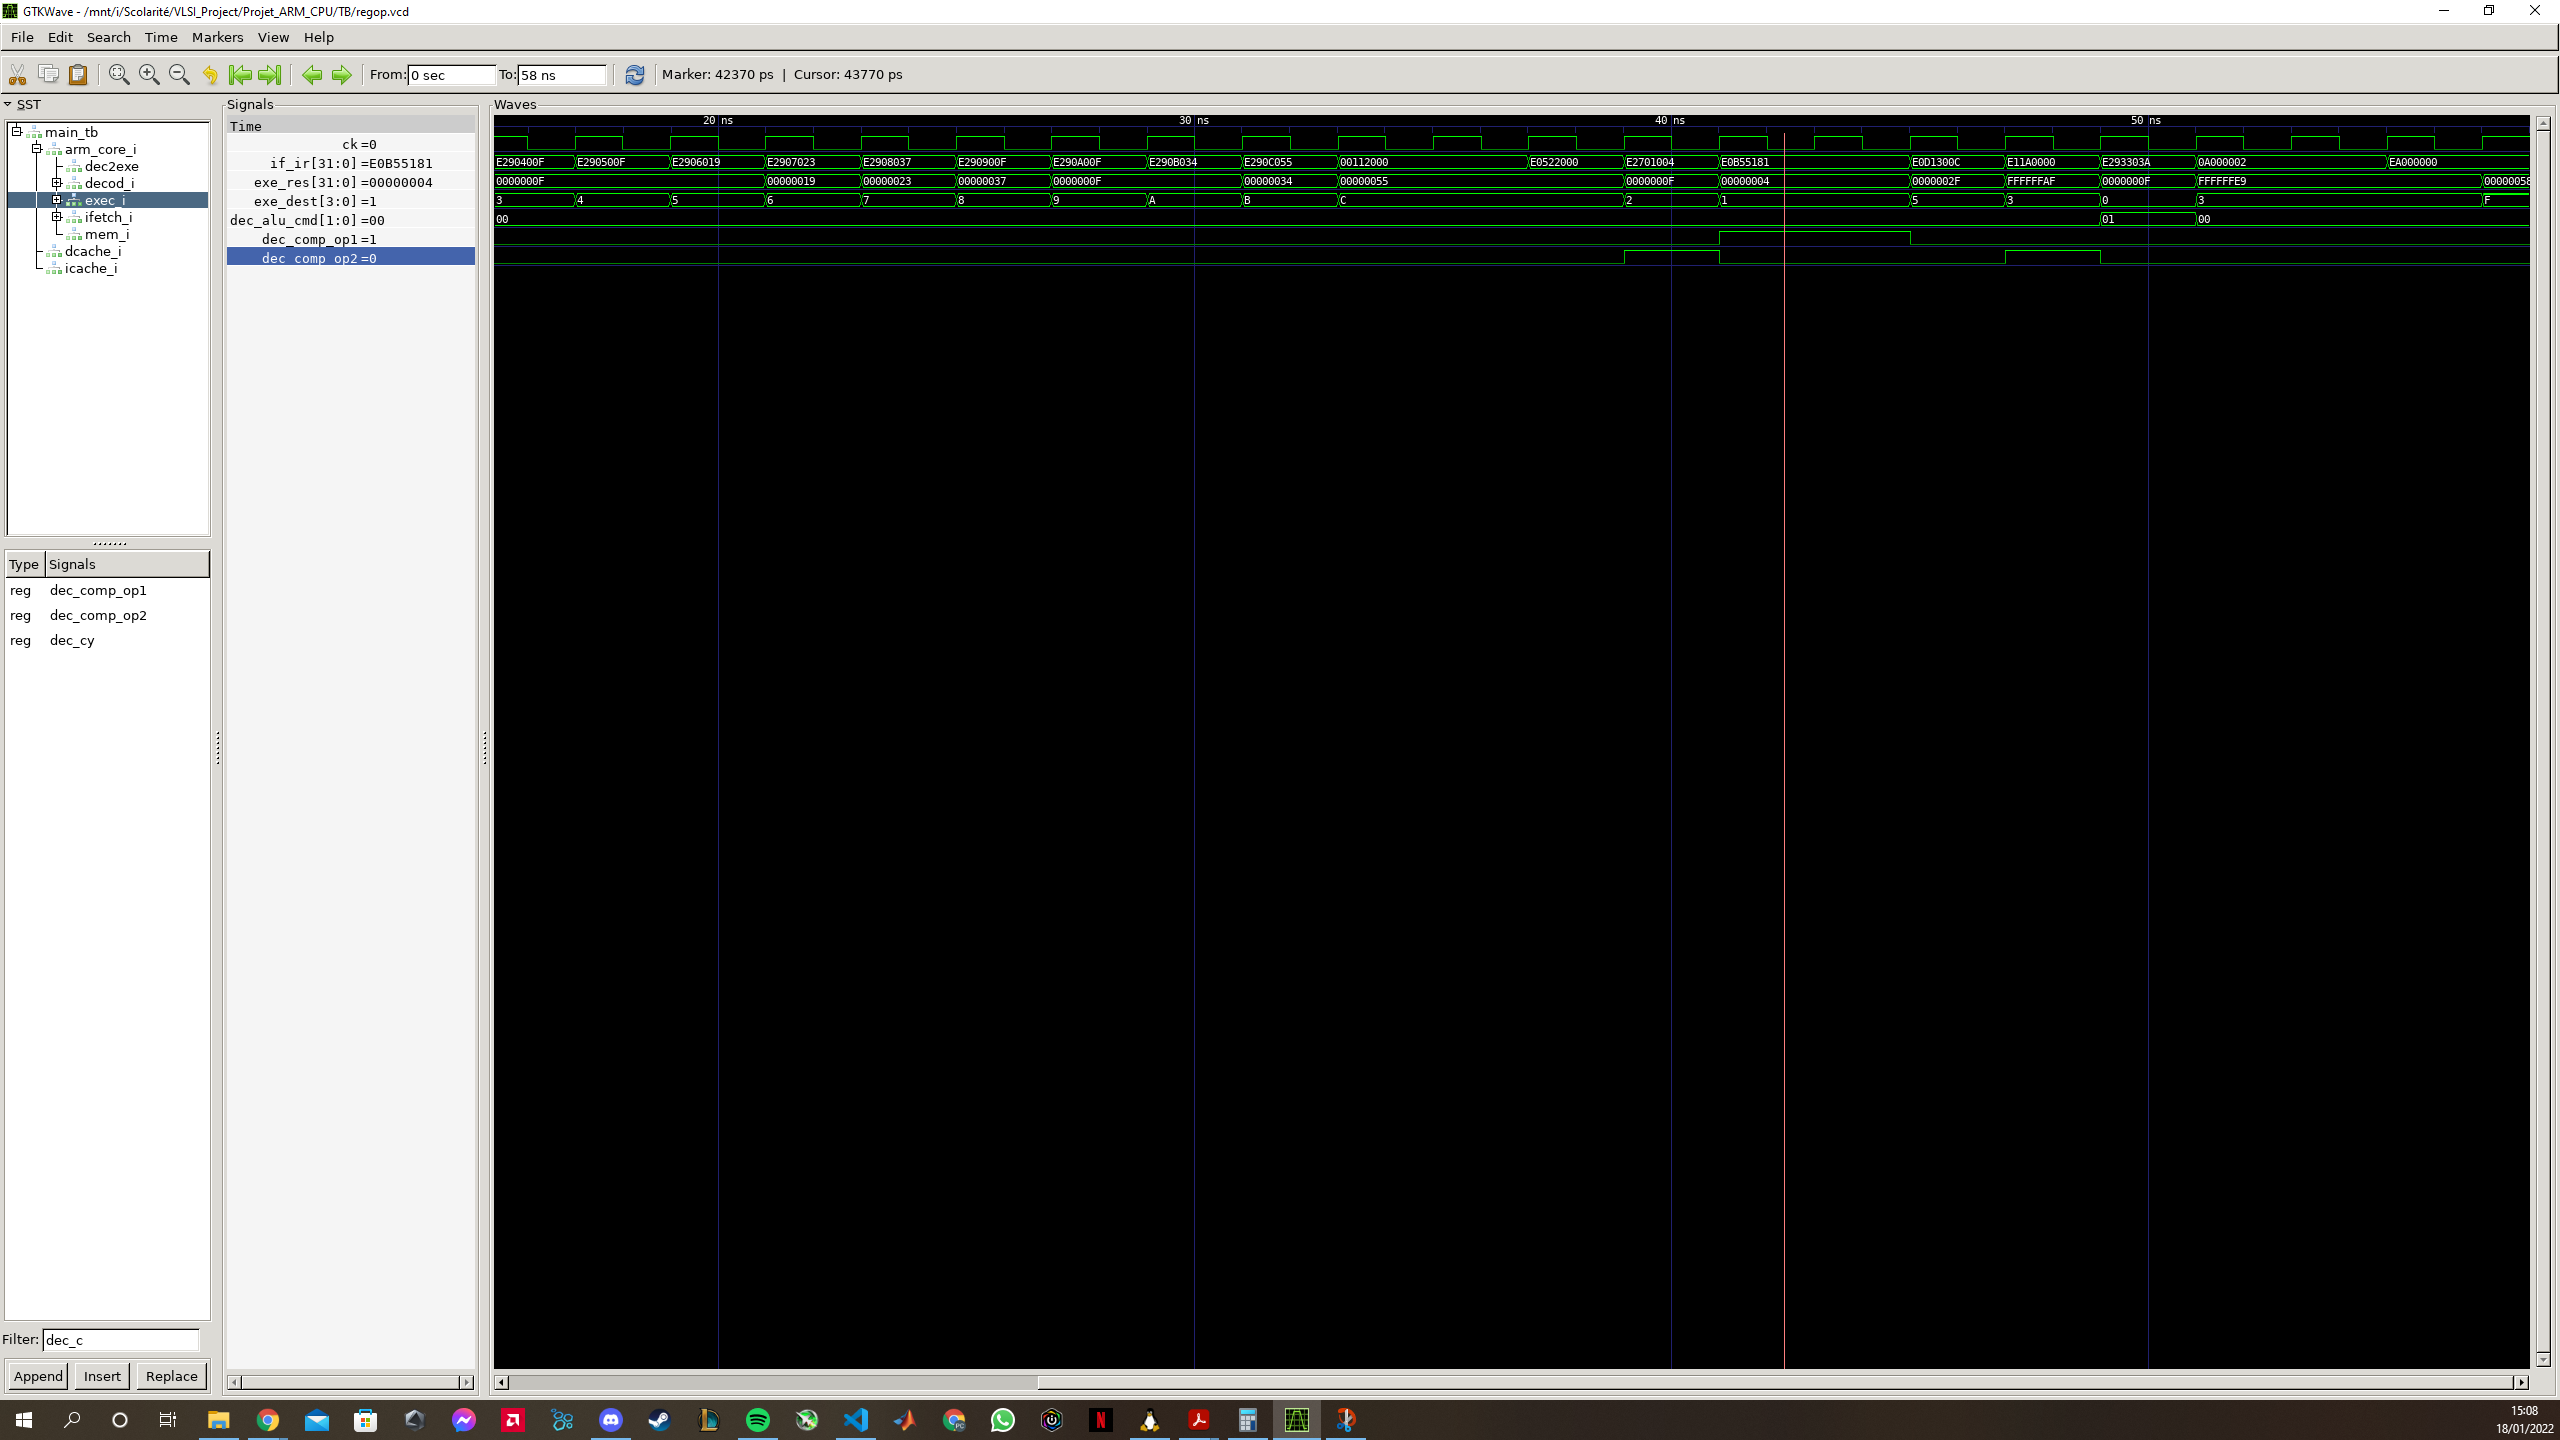 GTKWave - /mnt/i/Scolarité/VLSI_Project/Projet_ARM_CPU/TB/regop.vcd
File Edit Search Time Markers View Help
From: 0 sec To: 58 ns Marker: 42370 ps | Cursor: 43770 ps
SST
main_tb
arm_core_i
dec2exe
decod_i
exec_i
ifetch_i
mem_i
dcache_i
icache_i
Type Signals
reg dec_comp_op1
reg dec_comp_op2
reg dec_cy
Filter: dec_c
Append Insert Replace
Signals
Time
ck =0
if_ir[31:0] =E0B55181
exe_res[31:0] =00000004
exe_dest[3:0] =1
dec_alu_cmd[1:0] =00
dec_comp_op1 =1
dec_comp_op2 =0
Waves
20 ns 30 ns 40 ns 50 ns
E290400F E290500F E2906019 E2907023 E2908037 E290900F E290A00F E290B034 E290C055 00112000 E0522000 E2701004 E0B55181 E0D1300C E11A0000 E293303A 0A000002 EA000000
0000000F 00000019 00000023 00000037 0000000F 00000034 00000055 0000000F 00000004 0000002F FFFFFFAF 0000000F FFFFFFE9 00000058
3 4 5 6 7 8 9 A B C 2 1 5 3 0 3 F
00 01 00
15:08
18/01/2022